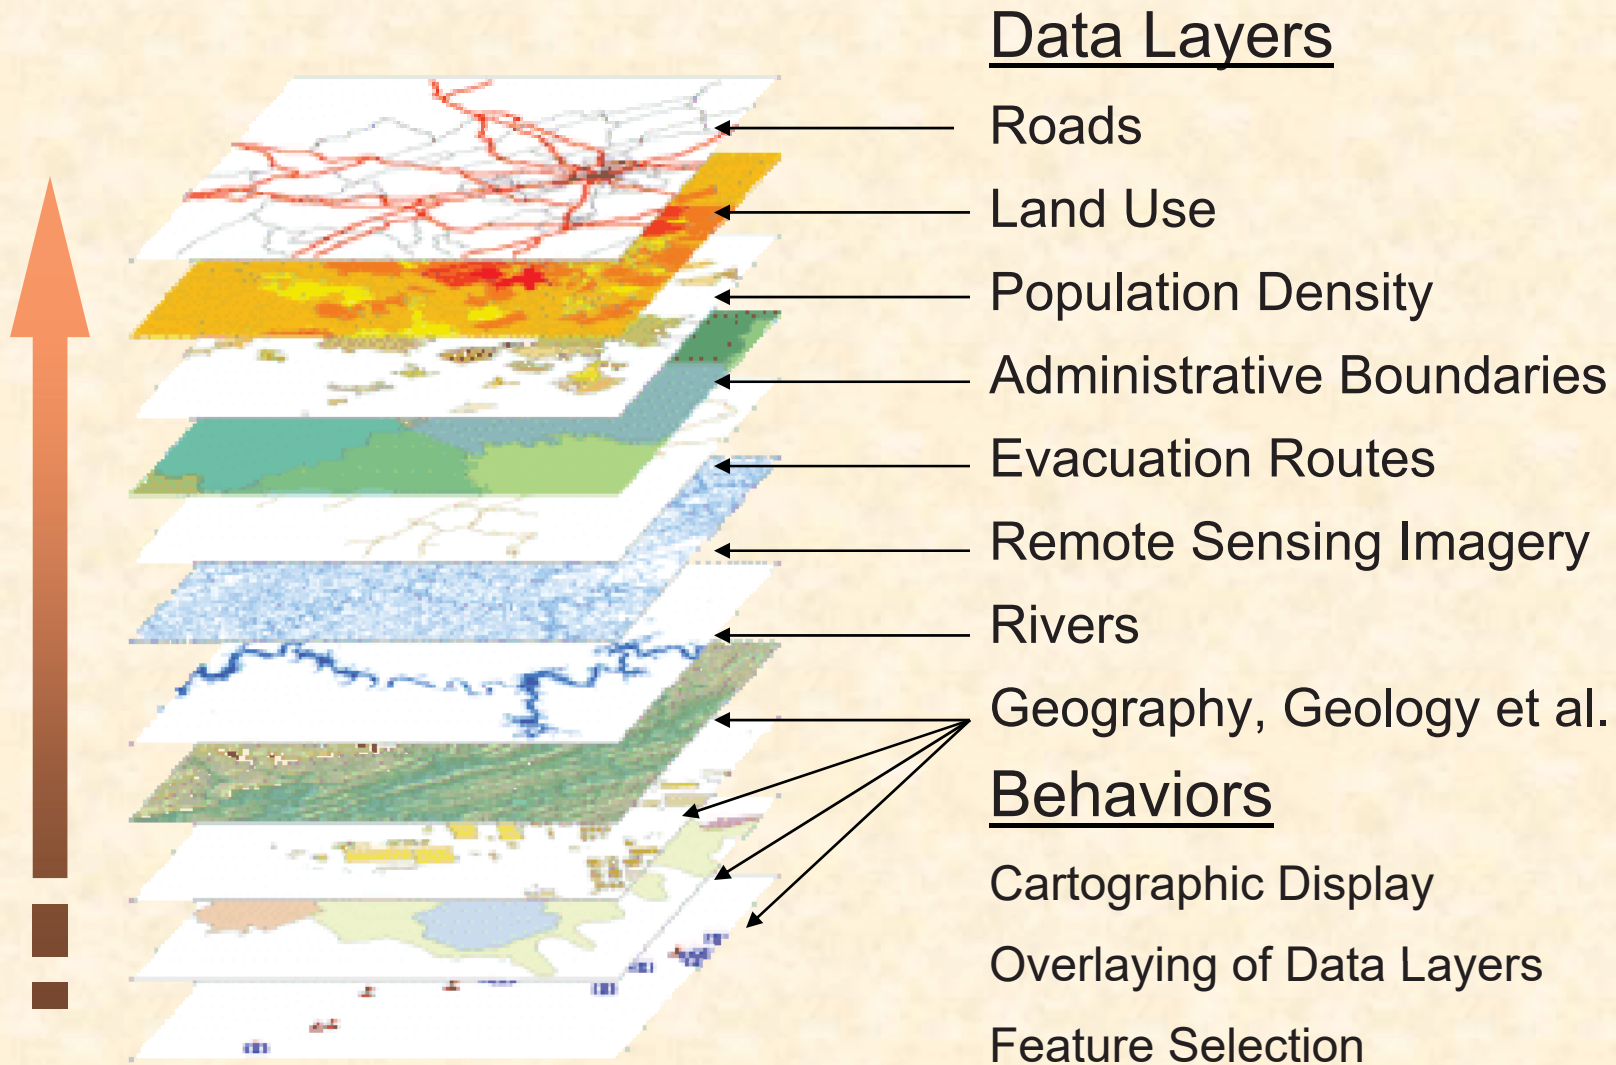 Data Layers
Roads
Land Use
Population Density
Administrative Boundaries
Evacuation Routes
Remote Sensing Imagery
Rivers
Geography, Geology et al.
Behaviors
Cartographic Display
Overlaying of Data Layers
Feature Selection